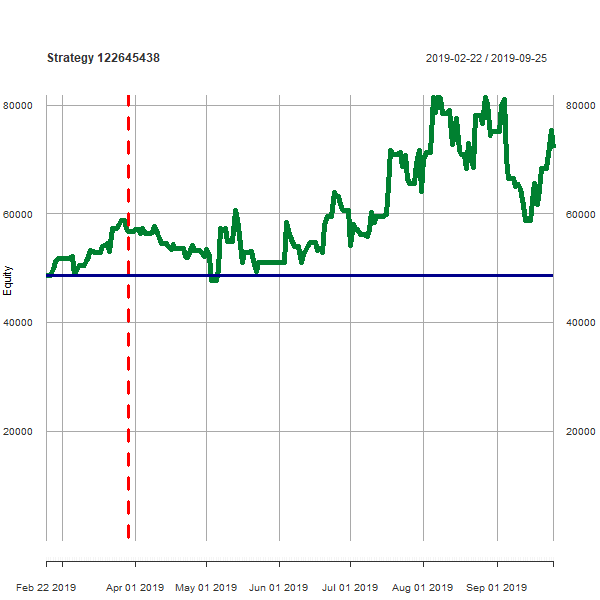 Strategy 122645438
2019-02-22 / 2019-09-25
80000
80000
60000
60000
Equity
40000
40000
20000
20000
Feb 22 2019
Apr 01 2019
May 01 2019
Jun 01 2019
Jul 01 2019
Aug 01 2019
Sep 01 2019